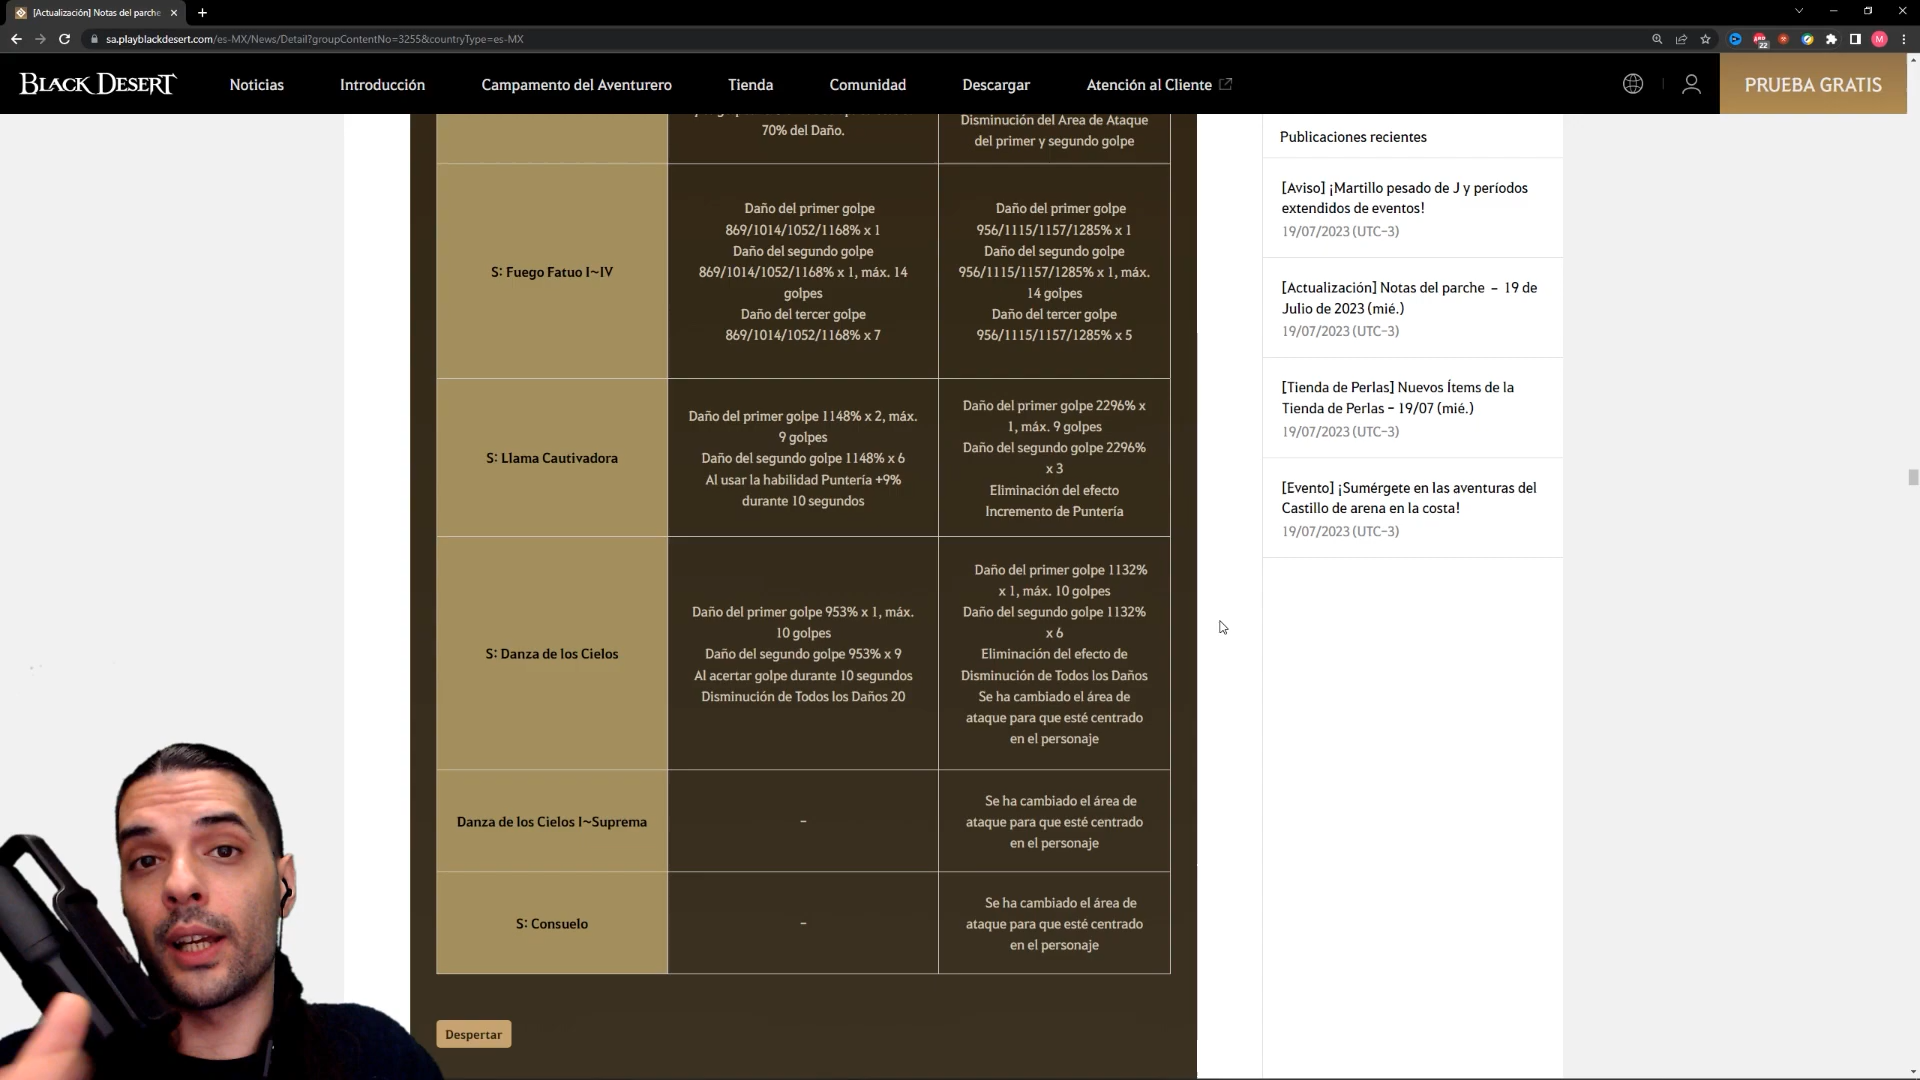 [Actualización] Notas del parche
sa.playblackdesert.com/es-MX/News/Detail?groupContentNo=3255&countryType=es-MX
22
M
BLACK DESERT
Noticias
Introducción
Campamento del Aventurero
Tienda
Comunidad
Descargar
Atención al Cliente
PRUEBA GRATIS
70% del Daño.
Disminución del Area de Ataque
del primer y segundo golpe
S: Fuego Fatuo I~IV
Daño del primer golpe
869/1014/1052/1168% x 1
Daño del segundo golpe
869/1014/1052/1168% x 1, máx. 14
golpes
Daño del tercer golpe
869/1014/1052/1168% x 7
Daño del primer golpe
956/1115/1157/1285% x 1
Daño del segundo golpe
956/1115/1157/1285% x 1, máx.
14 golpes
Daño del tercer golpe
956/1115/1157/1285% x 5
S: Llama Cautivadora
Daño del primer golpe 1148% x 2, máx.
9 golpes
Daño del segundo golpe 1148% x 6
Al usar la habilidad Puntería +9%
durante 10 segundos
Daño del primer golpe 2296% x
1, máx. 9 golpes
Daño del segundo golpe 2296%
x 3
Eliminación del efecto
Incremento de Puntería
S: Danza de los Cielos
Daño del primer golpe 953% x 1, máx.
10 golpes
Daño del segundo golpe 953% x 9
Al acertar golpe durante 10 segundos
Disminución de Todos los Daños 20
Daño del primer golpe 1132%
x 1, máx. 10 golpes
Daño del segundo golpe 1132%
x 6
Eliminación del efecto de
Disminución de Todos los Daños
Se ha cambiado el área de
ataque para que esté centrado
en el personaje
Danza de los Cielos I~Suprema
-
Se ha cambiado el área de
ataque para que esté centrado
en el personaje
S: Consuelo
-
Se ha cambiado el área de
ataque para que esté centrado
en el personaje
Despertar
Publicaciones recientes
[Aviso] ¡Martillo pesado de J y períodos
extendidos de eventos!
19/07/2023 (UTC-3)
[Actualización] Notas del parche - 19 de
Julio de 2023 (mié.)
19/07/2023 (UTC-3)
[Tienda de Perlas] Nuevos Ítems de la
Tienda de Perlas - 19/07 (mié.)
19/07/2023 (UTC-3)
[Evento] ¡Sumérgete en las aventuras del
Castillo de arena en la costa!
19/07/2023 (UTC-3)